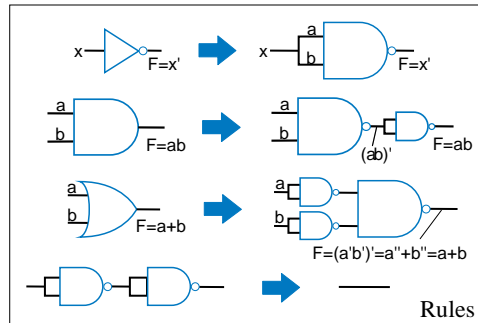 x F=x' a b F=x'
a b F=ab a b (ab)' F=ab
a b F=a+b a b
F=(a'b')'=a''+b''=a+b
Rules